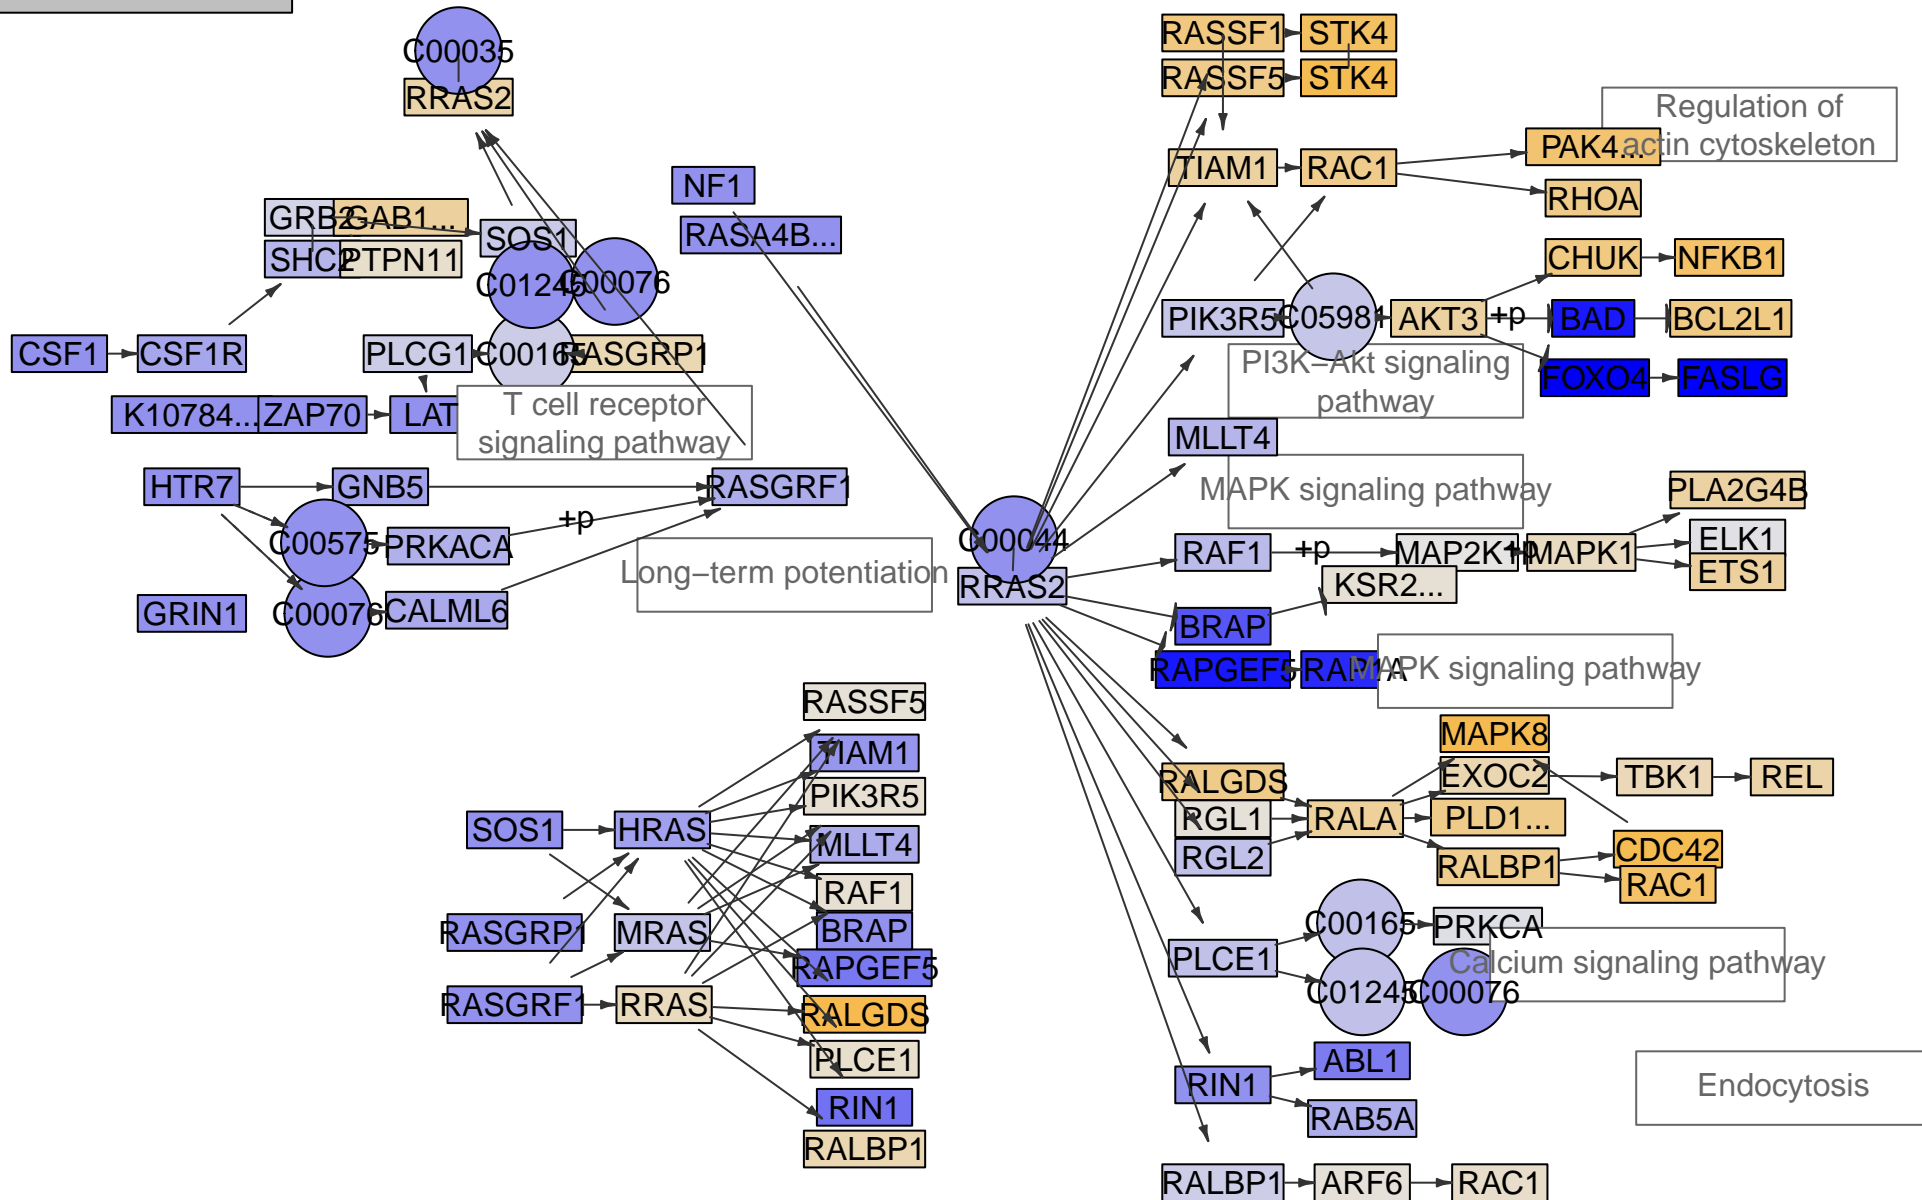 C00035
RRAS2
RASSF1
STK4
RASSF5
STK4
Regulation of
actin cytoskeleton
PAK4...
TIAM1
RAC1
RHOA
NF1
RASA4B...
GRB2
GAB1...
SHC2
PTPN11
SOS1
C01245
C00076
CHUK
NFKB1
PIK3R5
C05981
AKT3
+p
BAD
BCL2L1
CSF1
CSF1R
PLCG1
C00165
RASGRP1
PI3K–Akt signaling
pathway
FOXO4
FASLG
K10784...
ZAP70
LAT
T cell receptor
signaling pathway
MLLT4
HTR7
GNB5
RASGRF1
MAPK signaling pathway
PLA2G4B
+p
C00575
PRKACA
C00044
RAF1
+p
MAP2K1
+p
MAPK1
ELK1
ETS1
Long–term potentiation
RRAS2
KSR2...
GRIN1
C00076
CALML6
BRAP
RAPGEF5
RAP1A
MAPK signaling pathway
RASSF5
TIAM1
MAPK8
PIK3R5
RALGDS
EXOC2
TBK1
REL
SOS1
HRAS
MLLT4
RGL1
RALA
PLD1...
RGL2
RALBP1
CDC42
RAC1
RAF1
RASGRP1
MRAS
BRAP
C00165
PRKCA
RAPGEF5
PLCE1
Calcium signaling pathway
C01245
C00076
RASGRF1
RRAS
RALGDS
PLCE1
RIN1
ABL1
Endocytosis
RIN1
RAB5A
RALBP1
RALBP1
ARF6
RAC1